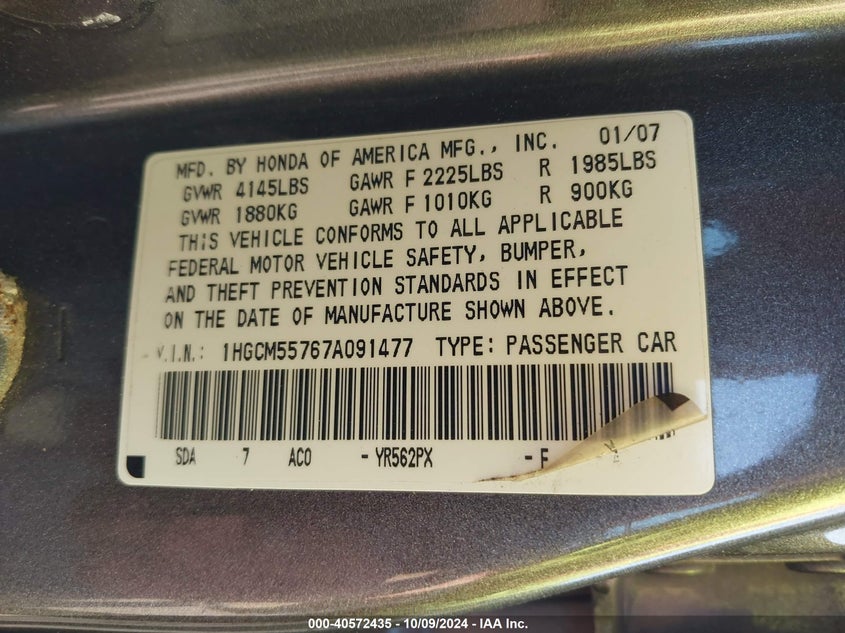 MFD. BY HONDA OF AMERICA MFG., INC. 01/07
GVWR 4145LBS GAWR F 2225LBS R 1985LBS
GVWR 1880KG GAWR F 1010KG R 900KG
THIS VEHICLE CONFORMS TO ALL APPLICABLE
FEDERAL MOTOR VEHICLE SAFETY, BUMPER,
AND THEFT PREVENTION STANDARDS IN EFFECT
ON THE DATE OF MANUFACTURE SHOWN ABOVE.
V.I.N.: 1HGCM55767A091477 TYPE: PASSENGER CAR
SDA 7 AC0 - YR562PX - F
000-40572435 - 10/09/2024 - IAA Inc.